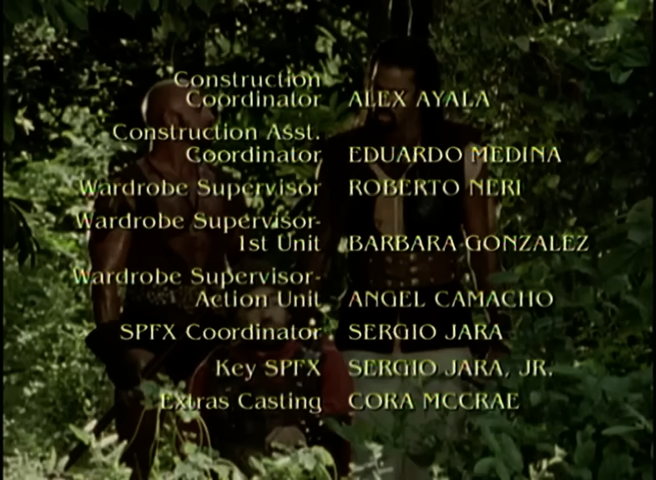 Construction
Coordinator ALEX AYALA
Construction Asst.
Coordinator EDUARDO MEDINA
Wardrobe Supervisor ROBERTO NERI
Wardrobe Supervisor-
1st Unit BARBARA GONZALEZ
Wardrobe Supervisor-
Action Unit ANGEL CAMACHO
SPFX Coordinator SERGIO JARA
Key SPFX SERGIO JARA, JR.
Extras Casting CORA MCCRAE